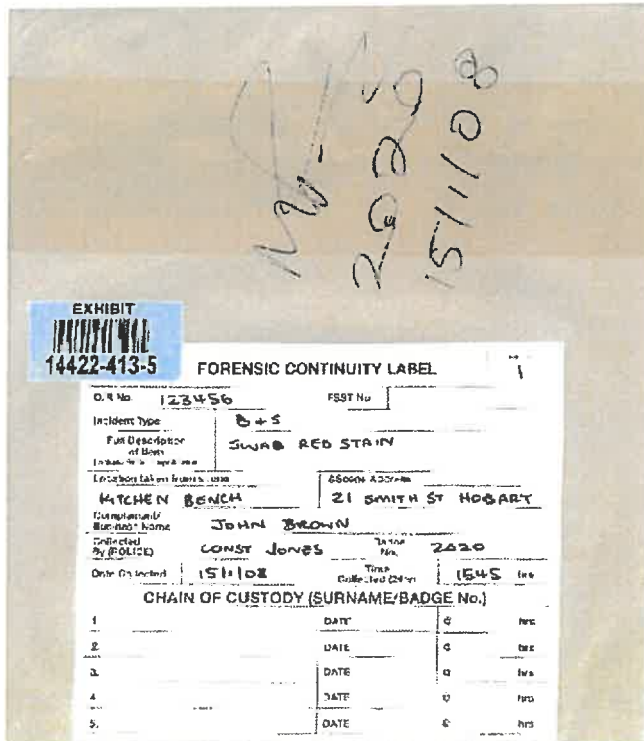 2020
15/1/08
EXHIBIT
14422-413-5
FORENSIC CONTINUITY LABEL
1
O.R No. 123456 FSST No
Incident Type B+S
Full Description of Item SWAB RED STAIN
Location taken from scene Scene Address
KITCHEN BENCH 21 SMITH ST HOBART
Complainant/
Business Name JOHN BROWN
Collected
By (POLICE) CONST JONES Badge No. 2020
Date Collected 15/1/08 Time Collected (24hr) 1545 hrs
CHAIN OF CUSTODY (SURNAME/BADGE No.)
1. DATE @ hrs
2. DATE @ hrs
3. DATE @ hrs
4. DATE @ hrs
5. DATE @ hrs